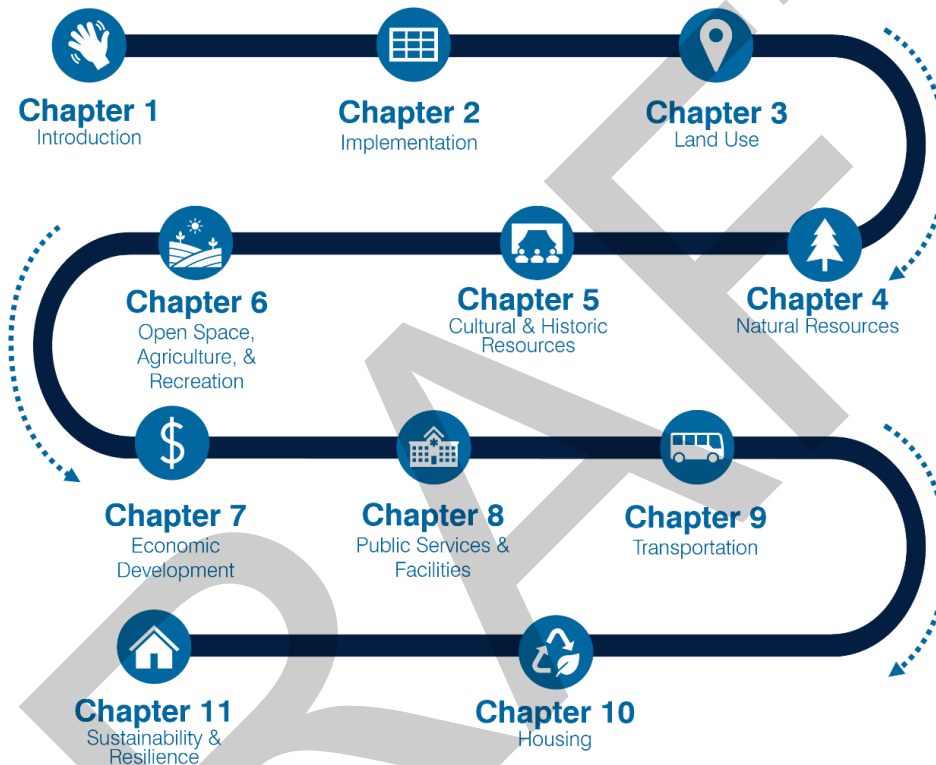 Chapter 1
Introduction
Chapter 2
Implementation
Chapter 3
Land Use
Chapter 4
Natural Resources
Chapter 5
Cultural & Historic
Resources
Chapter 6
Open Space,
Agriculture, &
Recreation
Chapter 7
Economic
Development
Chapter 8
Public Services &
Facilities
Chapter 9
Transportation
Chapter 10
Housing
Chapter 11
Sustainability &
Resilience